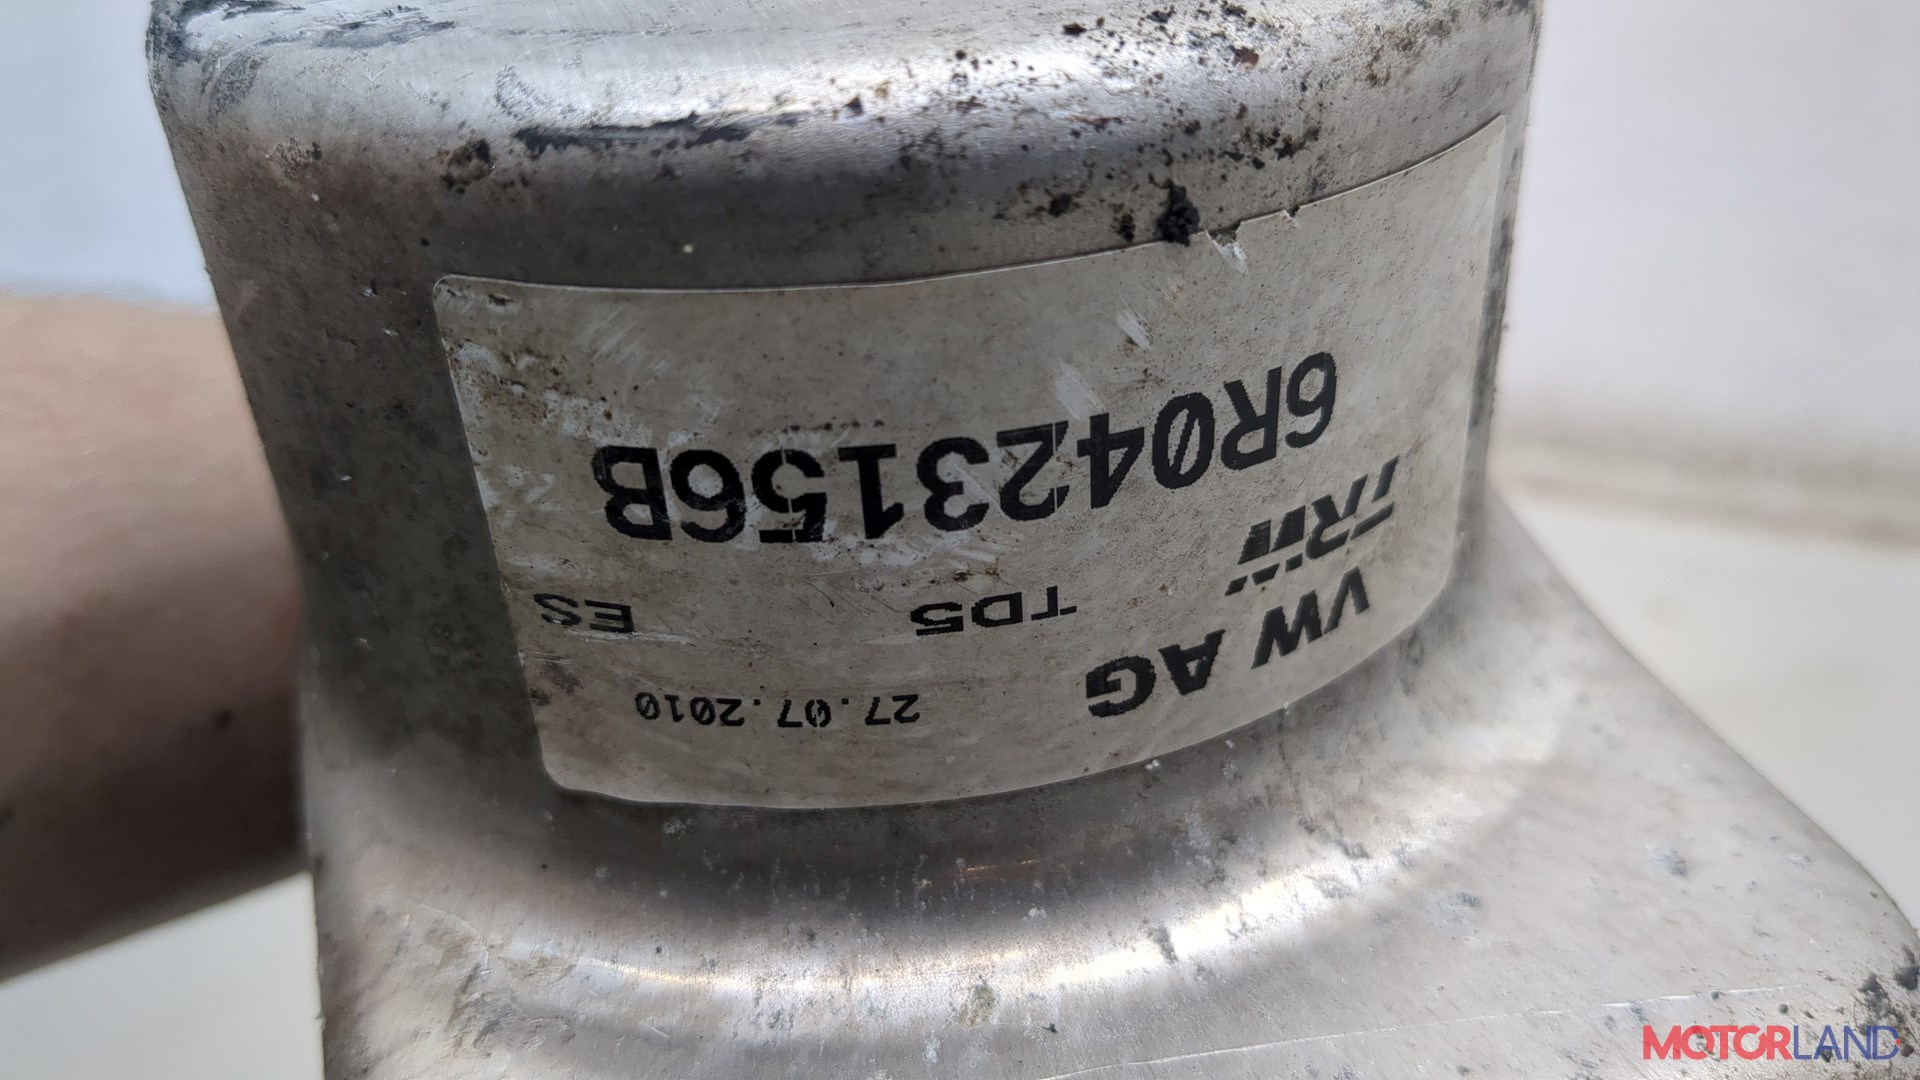 VW AG 27.07.2010
TRW TD5 ES
6R0423156B
MOTORLAND